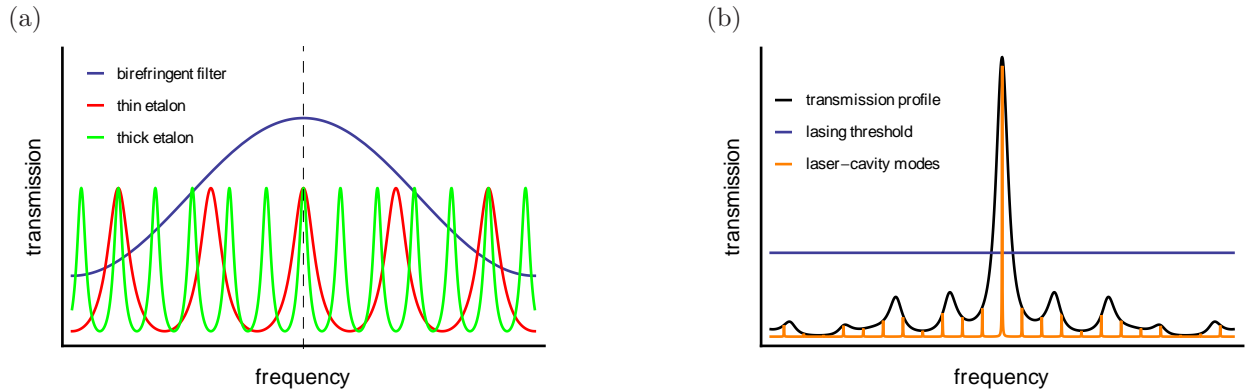 (a)
transmission
birefringent filter
thin etalon
thick etalon
frequency
(b)
transmission
transmission profile
lasing threshold
laser−cavity modes
frequency